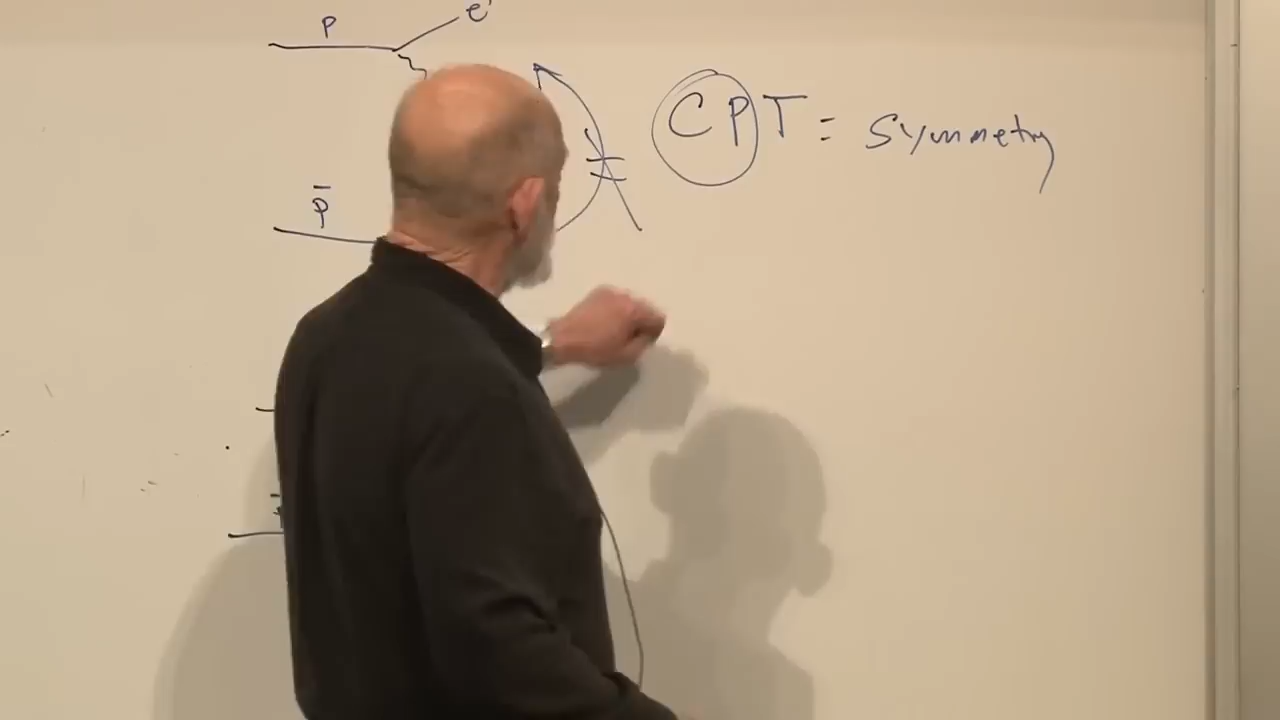 p e⁺
CPT = Symmetry
p̄